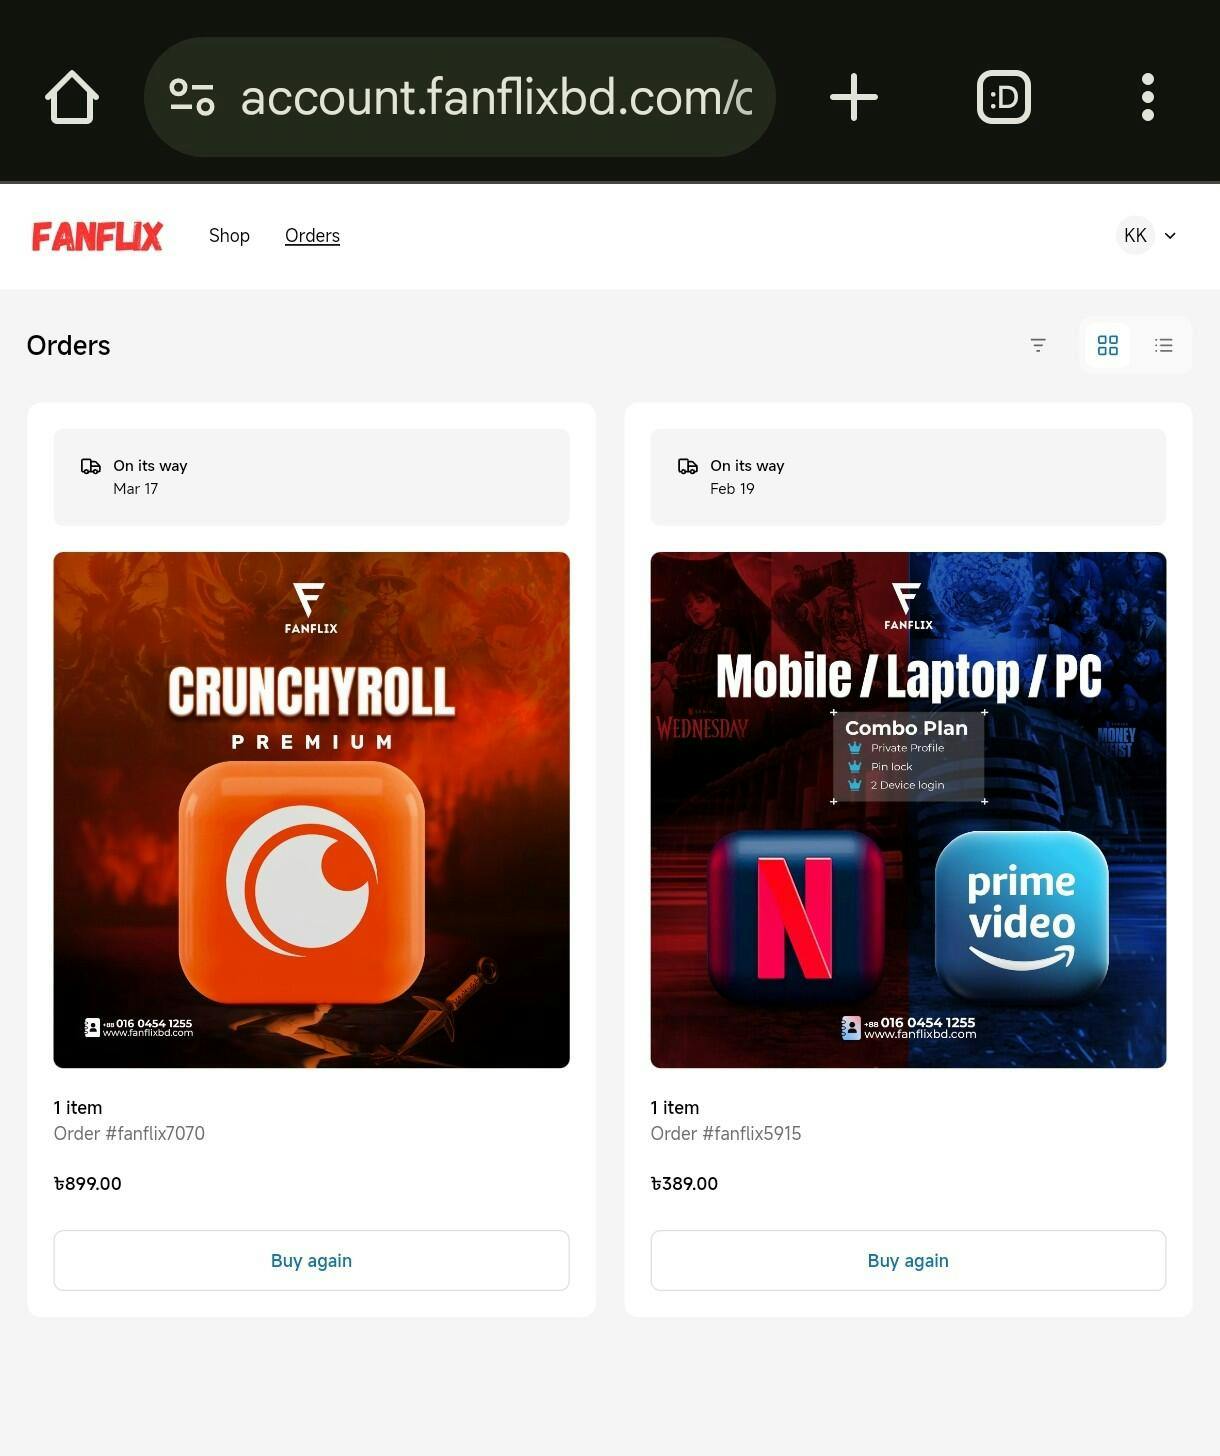 :D
account.fanflixbd.com/c
FANFLIX
Shop
Orders
KK
Orders
On its way
Mar 17
FANFLIX
CRUNCHYROLL
PREMIUM
+88 016 0454 1255
www.fanflixbd.com
1 item
Order #fanflix7070
৳899.00
Buy again
On its way
Feb 19
FANFLIX
Mobile / Laptop / PC
WEDNESDAY
Combo Plan
Private Profile
Pin lock
2 Device login
MONEY
HEIST
N
prime
video
+88 016 0454 1255
www.fanflixbd.com
1 item
Order #fanflix5915
৳389.00
Buy again